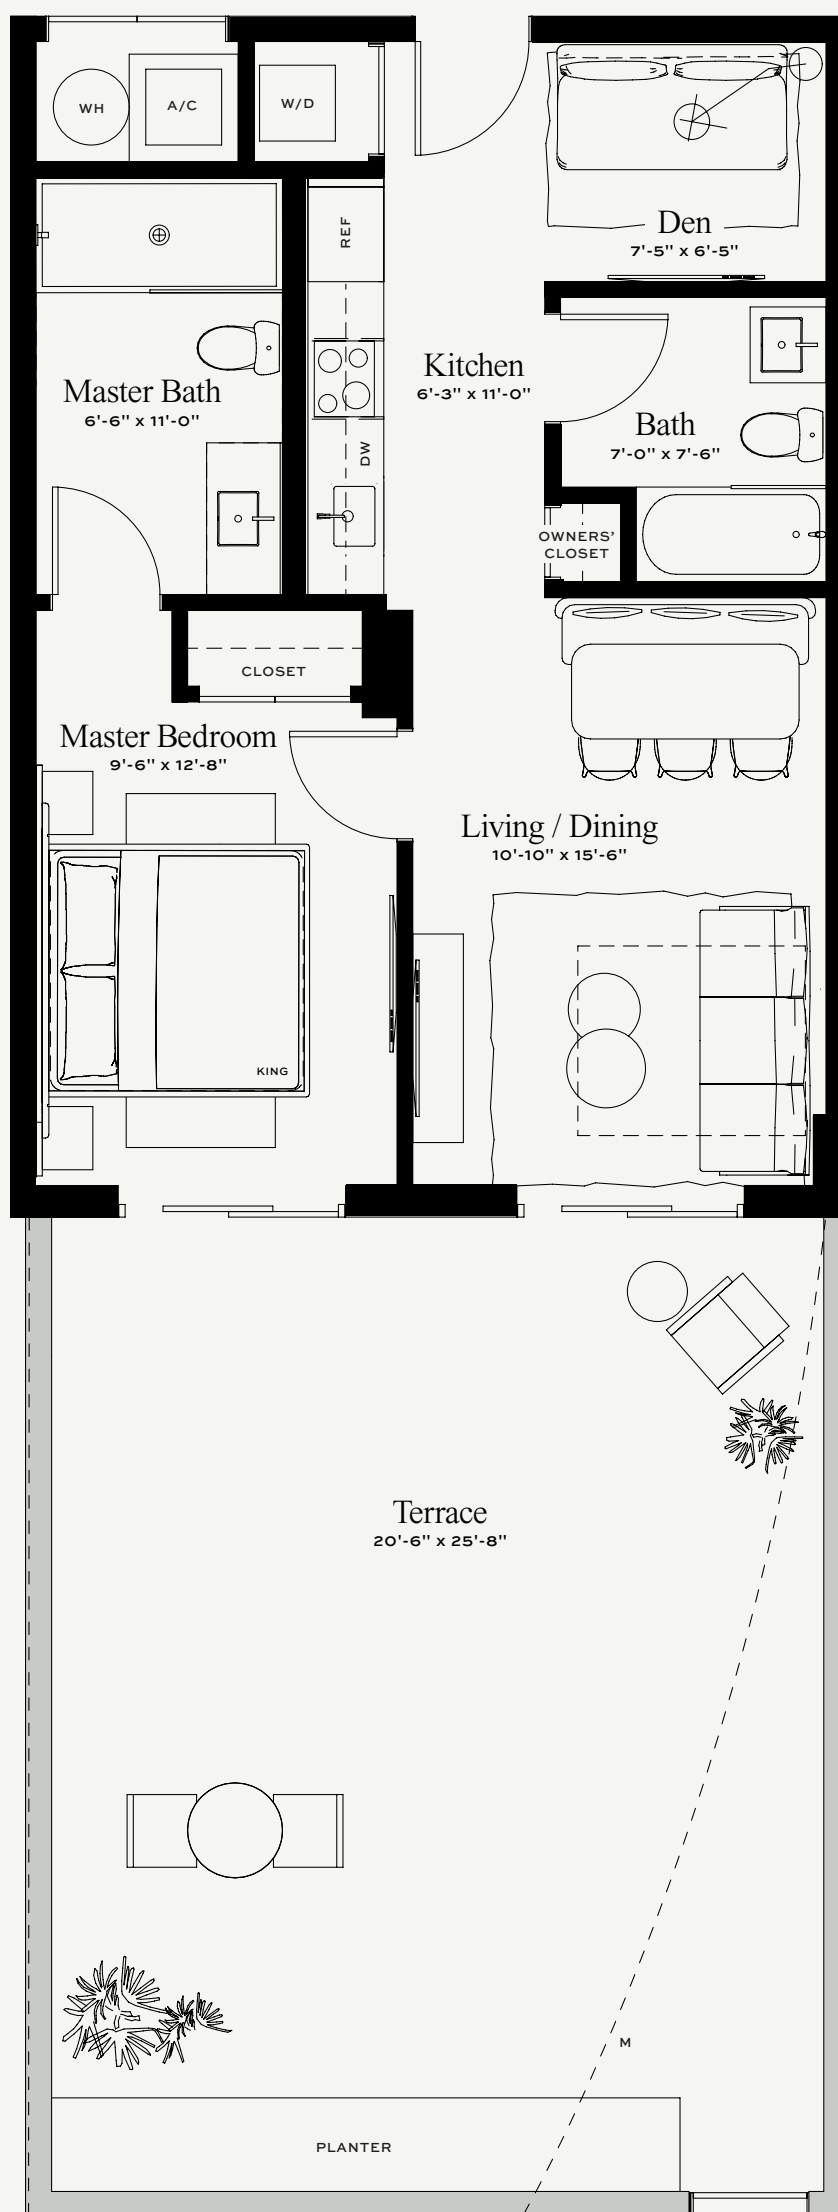 WH
A/C
W/D
Den
7'-5" x 6'-5"
REF
Kitchen
6'-3" x 11'-0"
Master Bath
6'-6" x 11'-0"
Bath
7'-0" x 7'-6"
DW
OWNERS'
CLOSET
CLOSET
Master Bedroom
9'-6" x 12'-8"
Living / Dining
10'-10" x 15'-6"
KING
Terrace
20'-6" x 25'-8"
M
PLANTER